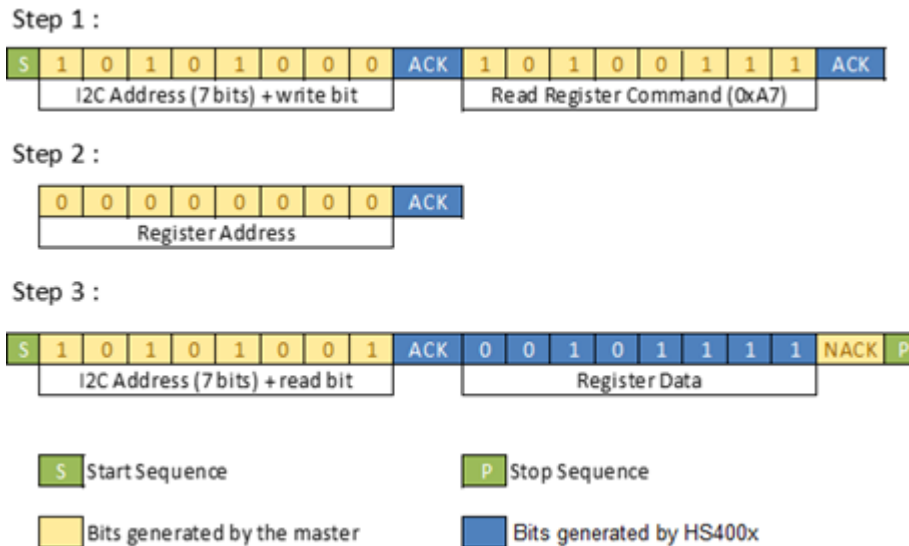 Step 1 :
S 1 0 1 0 1 0 0 0 ACK 1 0 1 0 0 1 1 1 ACK
I2C Address (7 bits) + write bit Read Register Command (0xA7)
Step 2 :
0 0 0 0 0 0 0 0 ACK
Register Address
Step 3 :
S 1 0 1 0 1 0 0 1 ACK 0 0 1 0 1 1 1 1 NACK P
I2C Address (7 bits) + read bit Register Data
S Start Sequence P Stop Sequence
Bits generated by the master Bits generated by HS400x